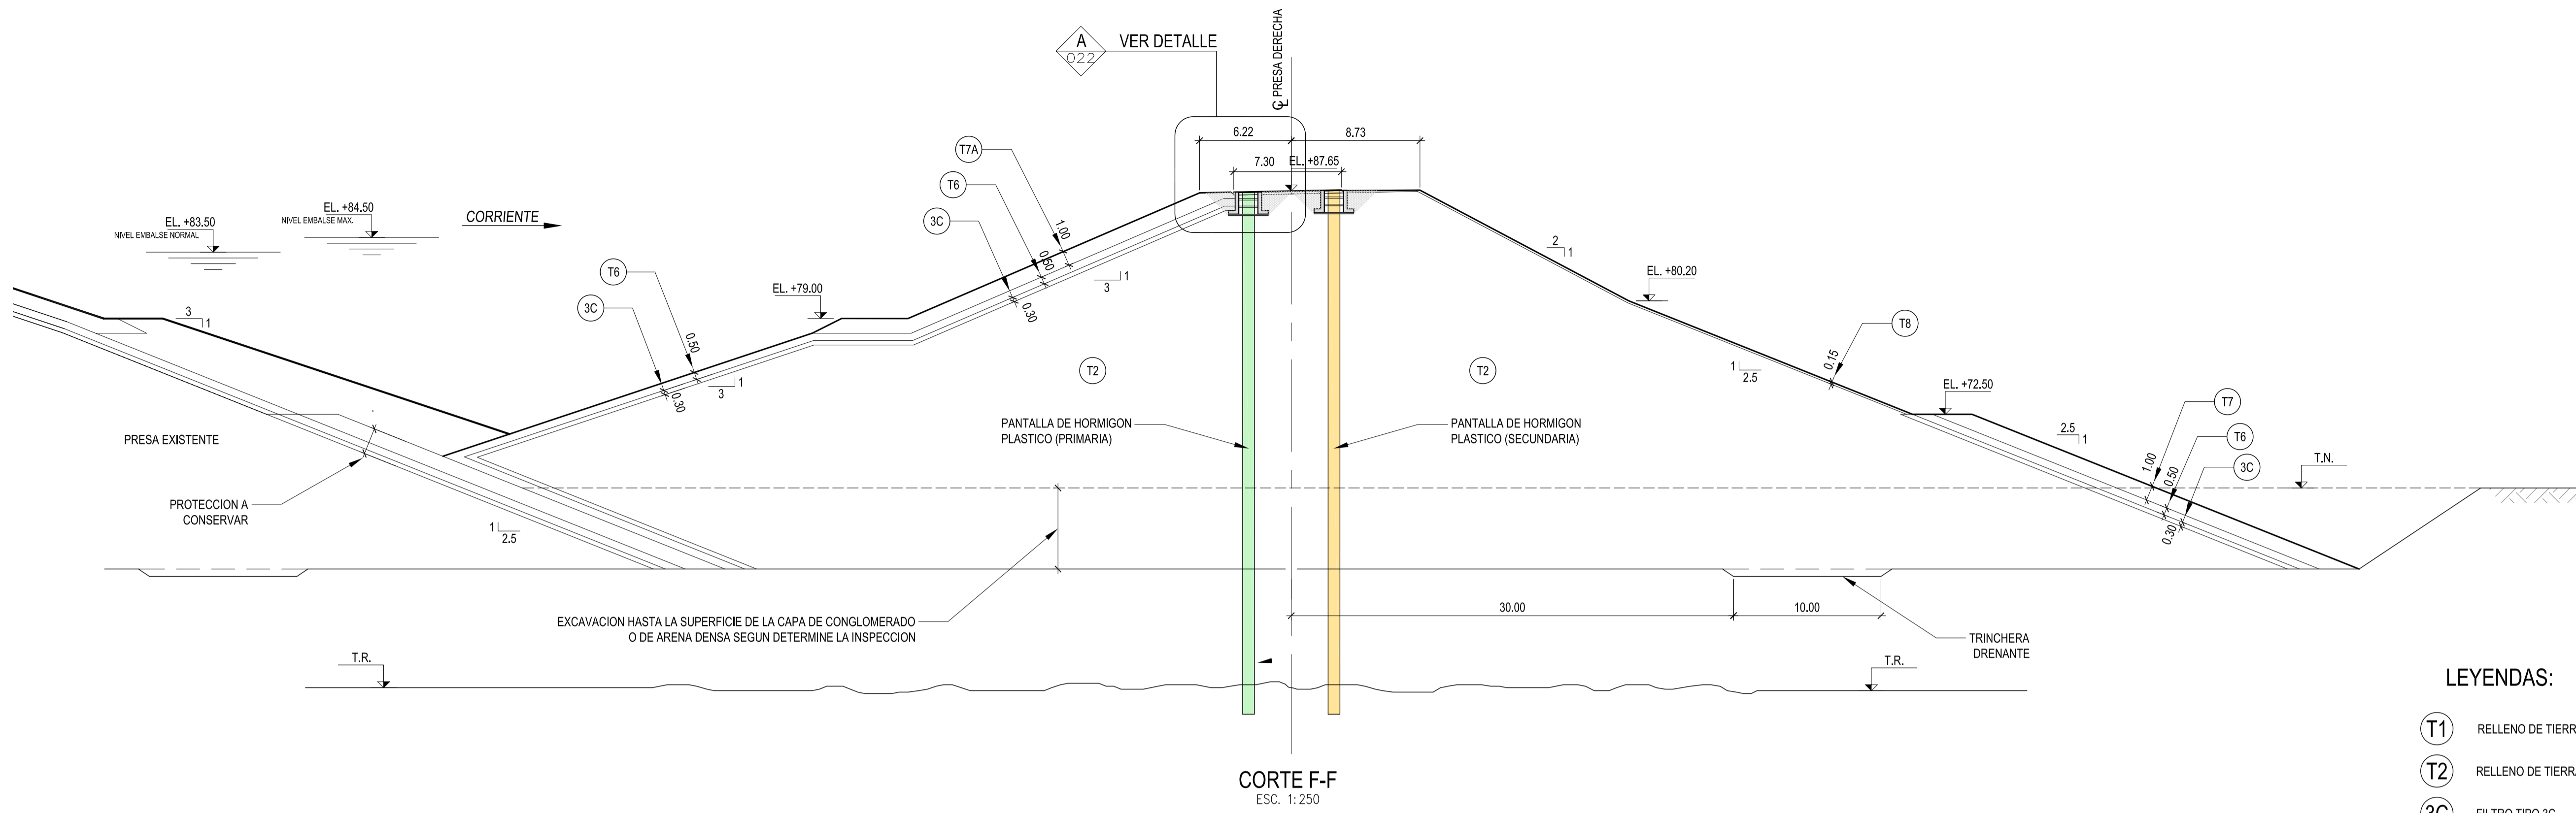 A
022
VER DETALLE
C PRESA DERECHA
L
6.22
8.73
7.30
EL. +87.65
T7A
T6
3C
1.00
0.50
0.30
1
3
EL. +84.50
NIVEL EMBALSE MAX.
EL. +83.50
NIVEL EMBALSE NORMAL
CORRIENTE
T6
3C
0.50
0.30
EL. +79.00
1
3
3
1
2
1
EL. +80.20
T8
0.15
1
2.5
EL. +72.50
T2
T2
T7
T6
3C
2.5
1
1.00
0.50
0.30
T.N.
PRESA EXISTENTE
PANTALLA DE HORMIGON
PLASTICO (PRIMARIA)
PANTALLA DE HORMIGON
PLASTICO (SECUNDARIA)
PROTECCION A
CONSERVAR
1
2.5
EXCAVACION HASTA LA SUPERFICIE DE LA CAPA DE CONGLOMERADO
O DE ARENA DENSA SEGUN DETERMINE LA INSPECCION
30.00
10.00
TRINCHERA
DRENANTE
T.R.
T.R.
LEYENDAS:
T1 RELLENO DE TIERR
T2 RELLENO DE TIERRA
3C FILTRO TIPO 3C
CORTE F-F
ESC. 1:250